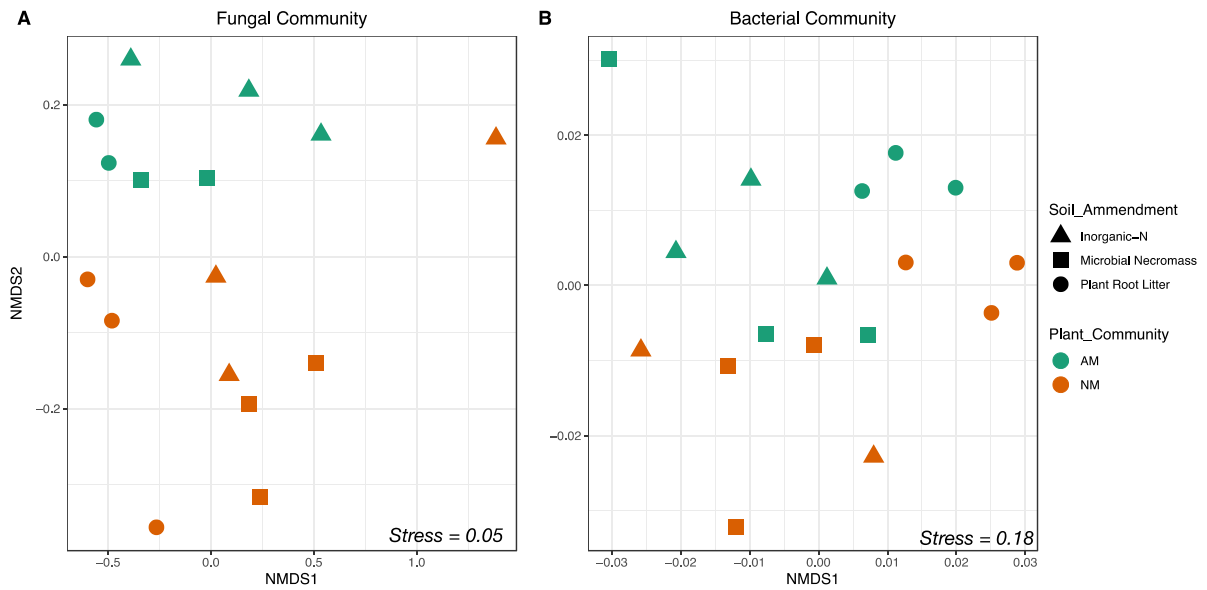 A
Fungal Community
0.2
0.0
−0.2
NMDS2
−0.5
0.0
0.5
1.0
NMDS1
Stress = 0.05
B
Bacterial Community
0.02
0.00
−0.02
−0.03
−0.02
−0.01
0.00
0.01
0.02
0.03
NMDS1
Stress = 0.18
Soil_Ammendment
Inorganic−N
Microbial Necromass
Plant Root Litter
Plant_Community
AM
NM